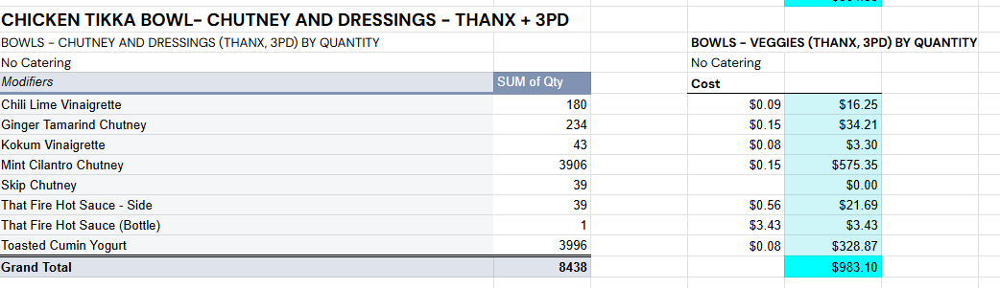 CHICKEN TIKKA BOWL- CHUTNEY AND DRESSINGS - THANX + 3PD
BOWLS - CHUTNEY AND DRESSINGS (THANX, 3PD) BY QUANTITY BOWLS - VEGGIES (THANX, 3PD) BY QUANTITY
No Catering No Catering
Modifiers SUM of Qty Cost
Chili Lime Vinaigrette 180 $0.09 $16.25
Ginger Tamarind Chutney 234 $0.15 $34.21
Kokum Vinaigrette 43 $0.08 $3.30
Mint Cilantro Chutney 3906 $0.15 $575.35
Skip Chutney 39 $0.00
That Fire Hot Sauce - Side 39 $0.56 $21.69
That Fire Hot Sauce (Bottle) 1 $3.43 $3.43
Toasted Cumin Yogurt 3996 $0.08 $328.87
Grand Total 8438 $983.10